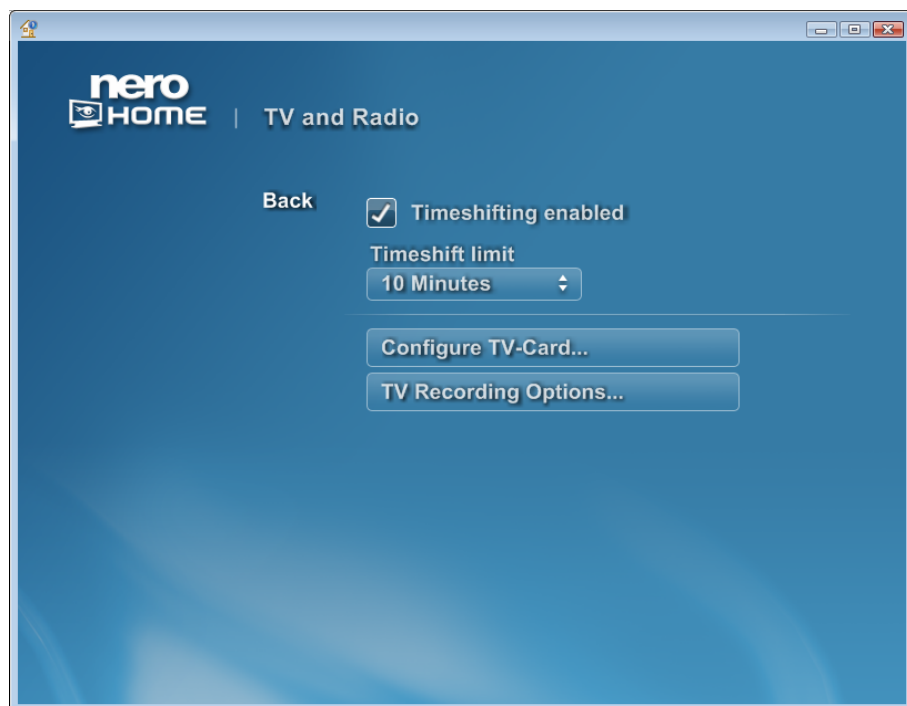 nero
HOME | TV and Radio
Back
Timeshifting enabled
Timeshift limit
10 Minutes
Configure TV-Card...
TV Recording Options...